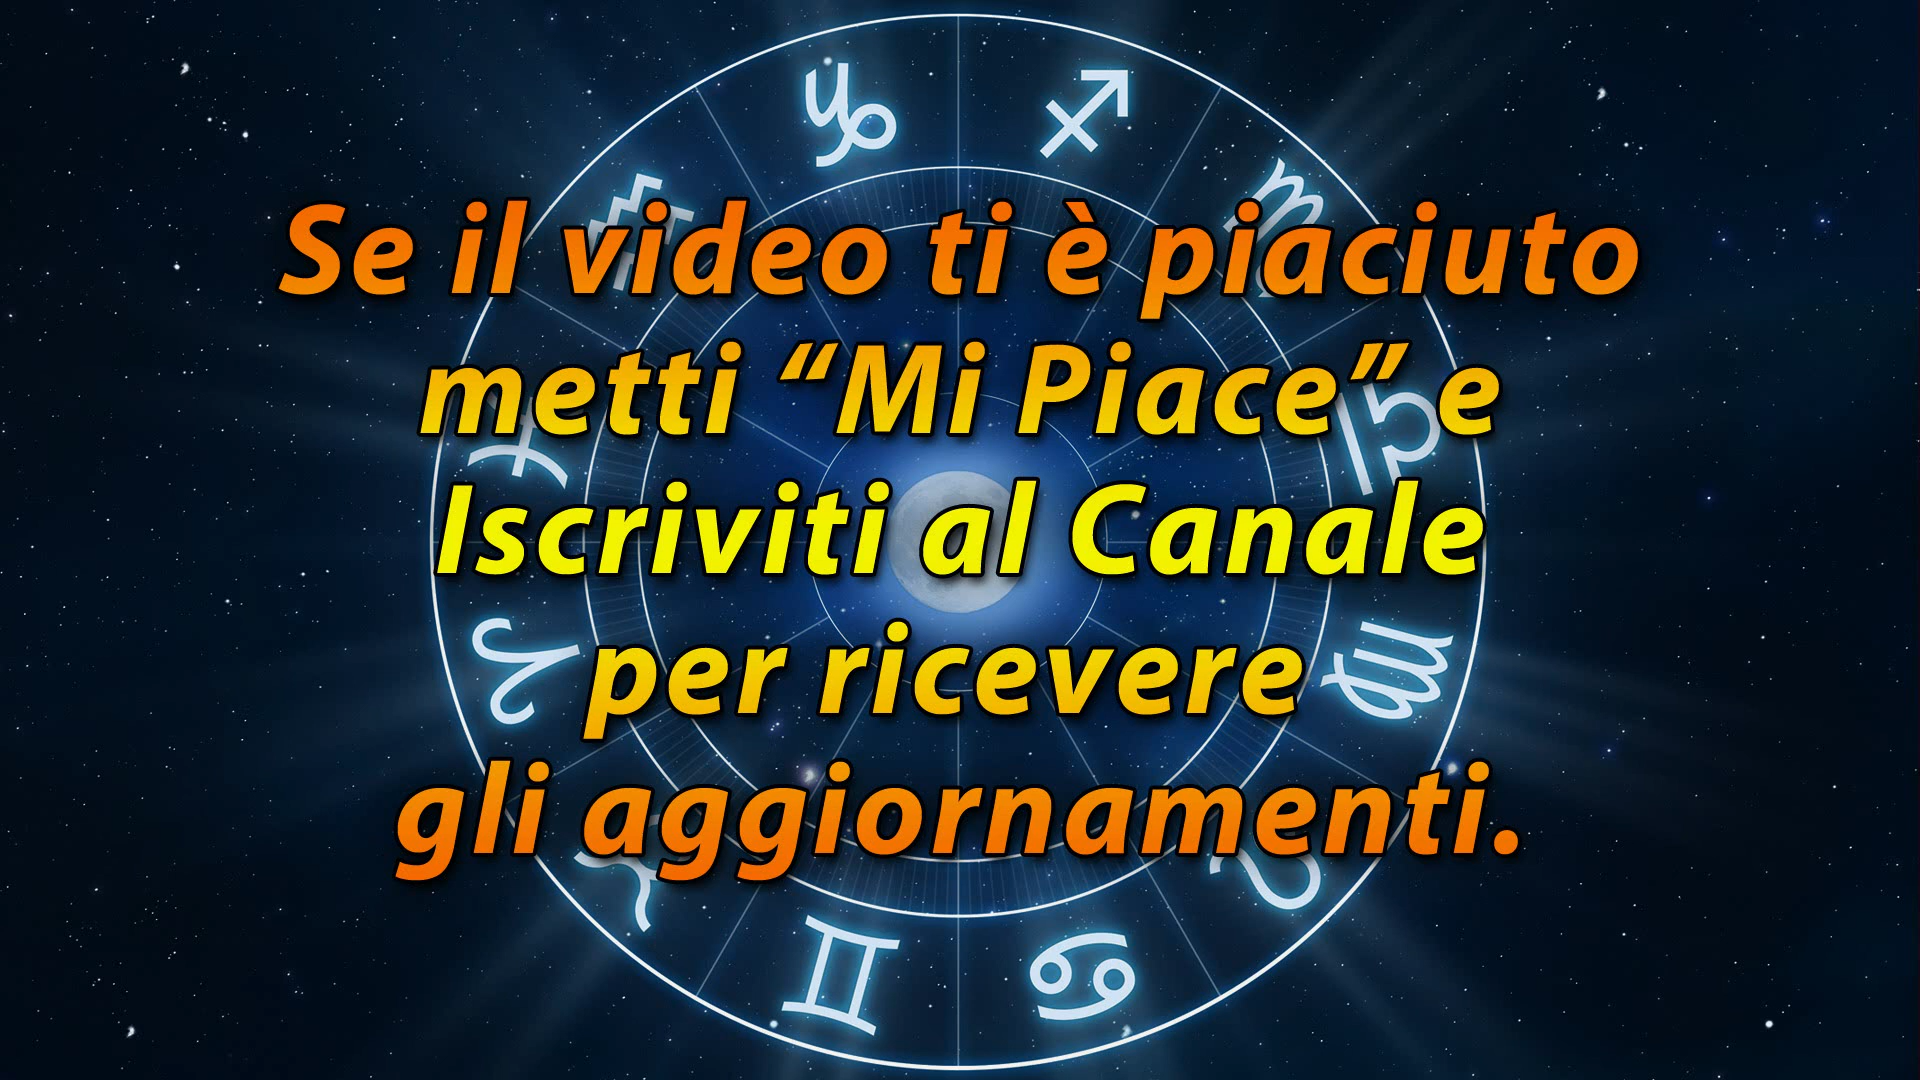 Se il video ti è piaciuto
metti “Mi Piace” e
Iscriviti al Canale
per ricevere
gli aggiornamenti.